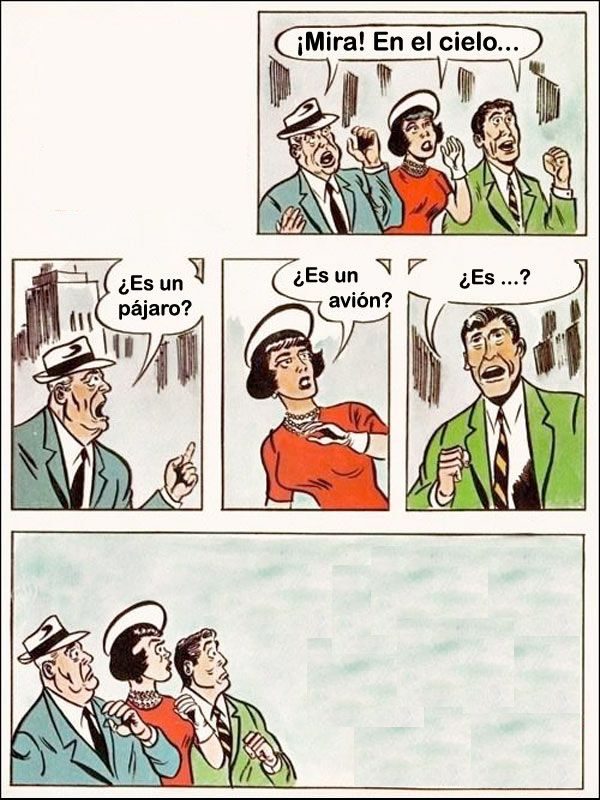 ¡Mira! En el cielo...
¿Es un
pájaro?
¿Es un
avión?
¿Es ...?